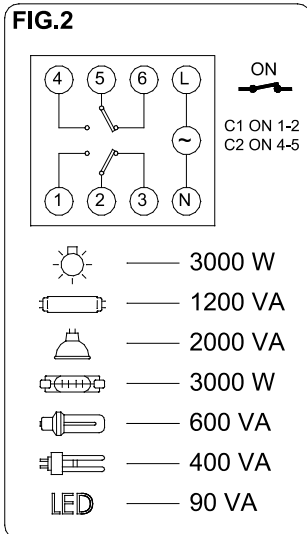 FIG.2
4 5 6 L
ON
C1 ON 1-2
C2 ON 4-5
~
1 2 3 N
3000 W
1200 VA
2000 VA
3000 W
600 VA
400 VA
LED 90 VA